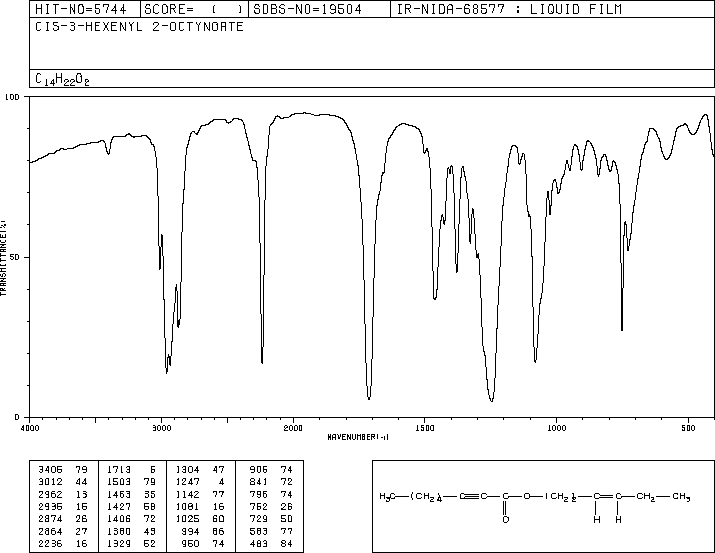 HIT-NO=5744 SCORE= ( ) SDBS-NO=19504 IR-NIDA-68577 : LIQUID FILM
CIS-3-HEXENYL 2-OCTYNOATE
C14H22O2
100
50
0
TRANSMITTANCE(%)
4000 3000 2000 1500 1000 500
WAVENUMBER(-1)
3405 79 1713 6 1304 47 906 74
3012 44 1503 79 1247 4 841 72
2962 13 1463 35 1142 77 796 74
2935 15 1427 58 1081 16 752 26
2874 26 1406 72 1025 60 729 50
2864 27 1380 43 994 66 583 77
2236 16 1329 52 950 74 483 84
H3C (CH2)4 C C C O (CH2)2 C C CH2 CH3
O H H